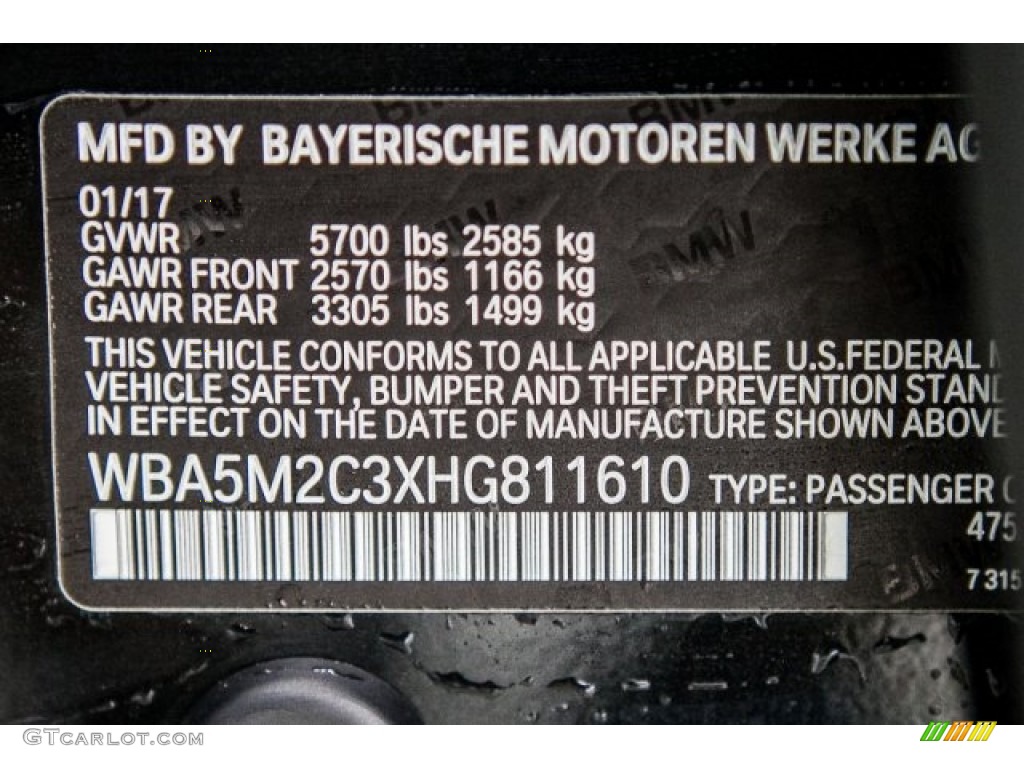 MFD BY BAYERISCHE MOTOREN WERKE AG
01/17
GVWR 5700 lbs 2585 kg
GAWR FRONT 2570 lbs 1166 kg
GAWR REAR 3305 lbs 1499 kg
THIS VEHICLE CONFORMS TO ALL APPLICABLE U.S.FEDERAL
VEHICLE SAFETY, BUMPER AND THEFT PREVENTION STAND
IN EFFECT ON THE DATE OF MANUFACTURE SHOWN ABOVE
WBA5M2C3XHG811610 TYPE: PASSENGER
475
7 315
BMW
GTCarlot.com